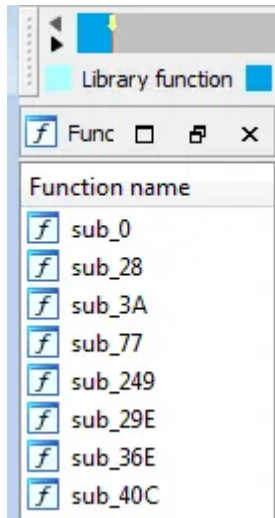 Library function
f Func
Function name
f sub_0
f sub_28
f sub_3A
f sub_77
f sub_249
f sub_29E
f sub_36E
f sub_40C